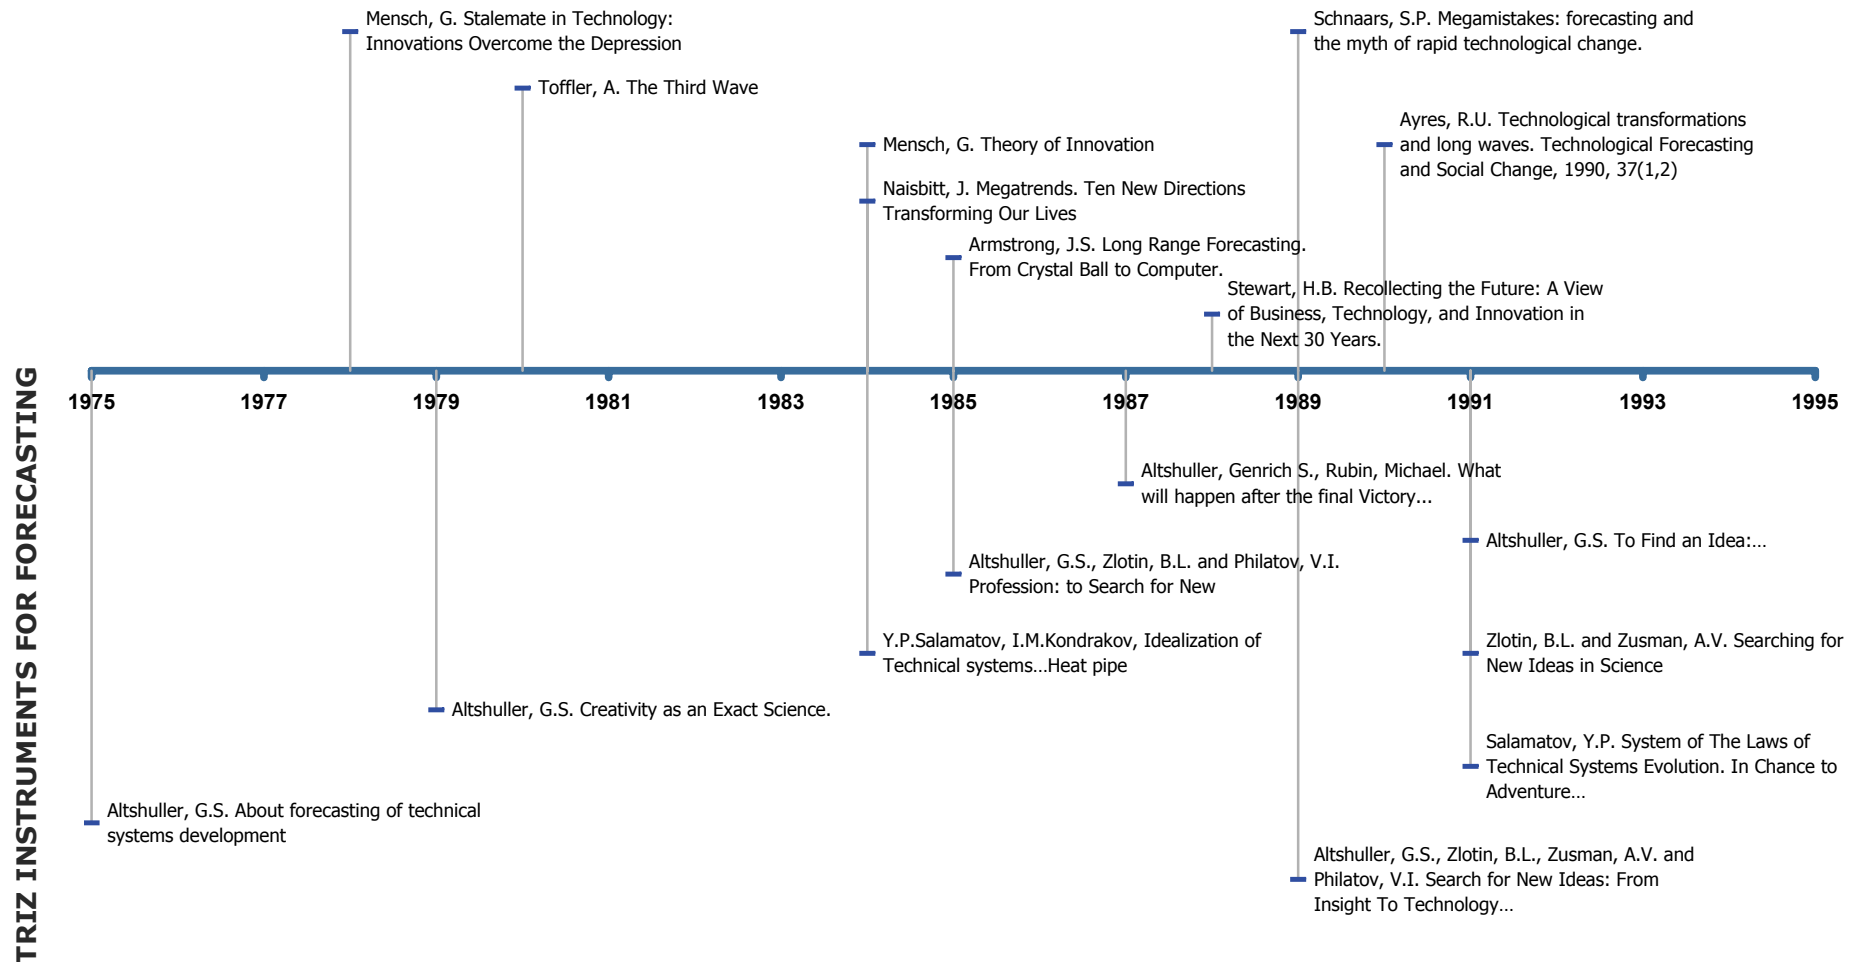 Mensch, G. Stalemate in Technology:
Innovations Overcome the Depression
Schnaars, S.P. Megamistakes: forecasting and
the myth of rapid technological change.
Toffler, A. The Third Wave
Ayres, R.U. Technological transformations
and long waves. Technological Forecasting
and Social Change, 1990, 37(1,2)
Mensch, G. Theory of Innovation
Naisbitt, J. Megatrends. Ten New Directions
Transforming Our Lives
Armstrong, J.S. Long Range Forecasting.
From Crystal Ball to Computer.
Stewart, H.B. Recollecting the Future: A View
of Business, Technology, and Innovation in
the Next 30 Years.
1975 1977 1979 1981 1983 1985 1987 1989 1991 1993 1995
TRIZ INSTRUMENTS FOR FORECASTING
Altshuller, Genrich S., Rubin, Michael. What
will happen after the final Victory...
Altshuller, G.S. To Find an Idea:...
Altshuller, G.S., Zlotin, B.L. and Philatov, V.I.
Profession: to Search for New
Y.P.Salamatov, I.M.Kondrakov, Idealization of
Technical systems...Heat pipe
Zlotin, B.L. and Zusman, A.V. Searching for
New Ideas in Science
Altshuller, G.S. Creativity as an Exact Science.
Salamatov, Y.P. System of The Laws of
Technical Systems Evolution. In Chance to
Adventure...
Altshuller, G.S. About forecasting of technical
systems development
Altshuller, G.S., Zlotin, B.L., Zusman, A.V. and
Philatov, V.I. Search for New Ideas: From
Insight To Technology...